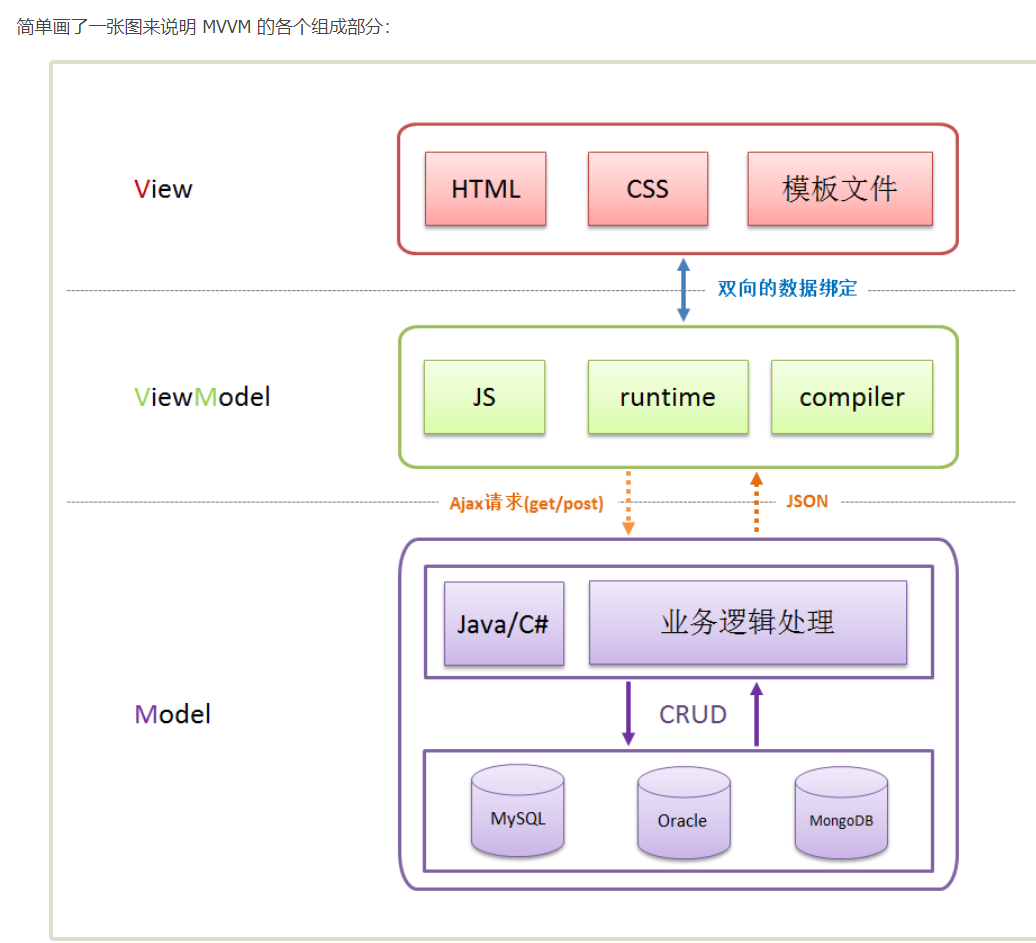 简单画了一张图来说明 MVVM 的各个组成部分：
View
HTML
CSS
模板文件
双向的数据绑定
ViewModel
JS
runtime
compiler
Ajax请求(get/post)
JSON
Java/C#
业务逻辑处理
Model
CRUD
MySQL
Oracle
MongoDB